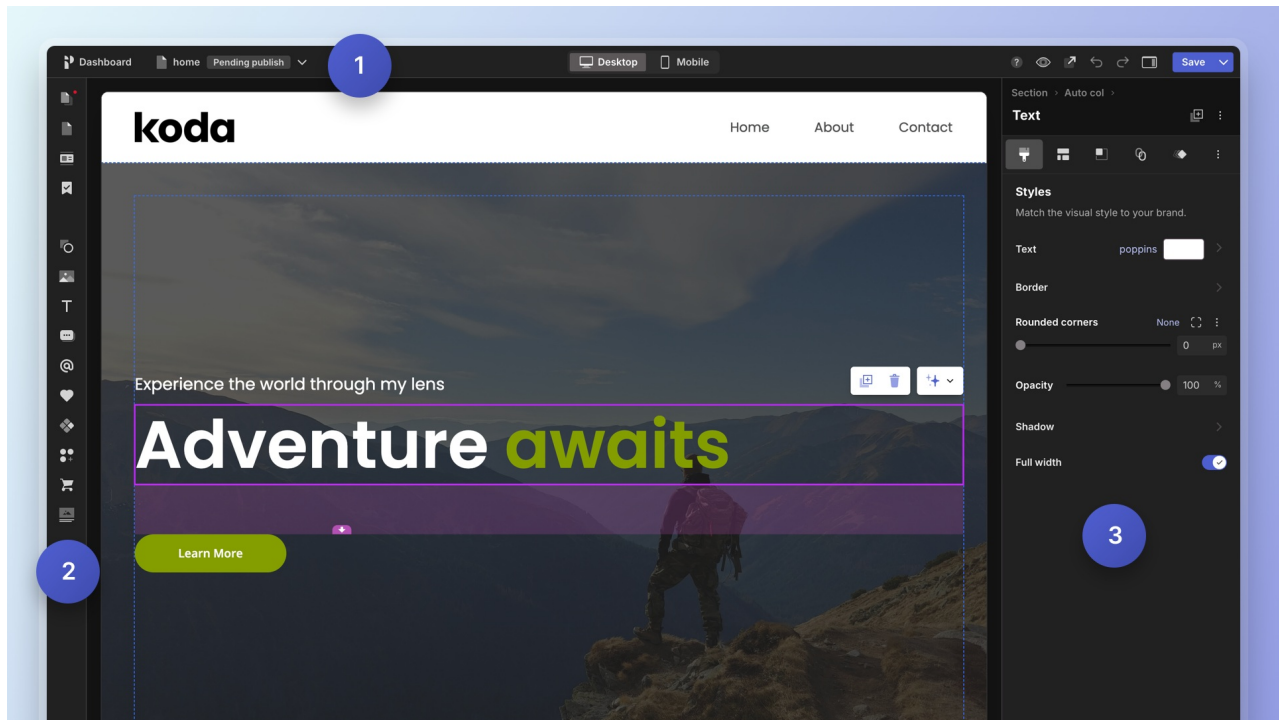 Dashboard home Pending publish
1
Desktop Mobile
? Save
Section > Auto col >
Text
koda
Home About Contact
Styles
Match the visual style to your brand.
Text poppins
Border
Rounded corners None
0 px
Opacity 100 %
Shadow
Full width
Experience the world through my lens
Adventure awaits
Learn More
T
2
3